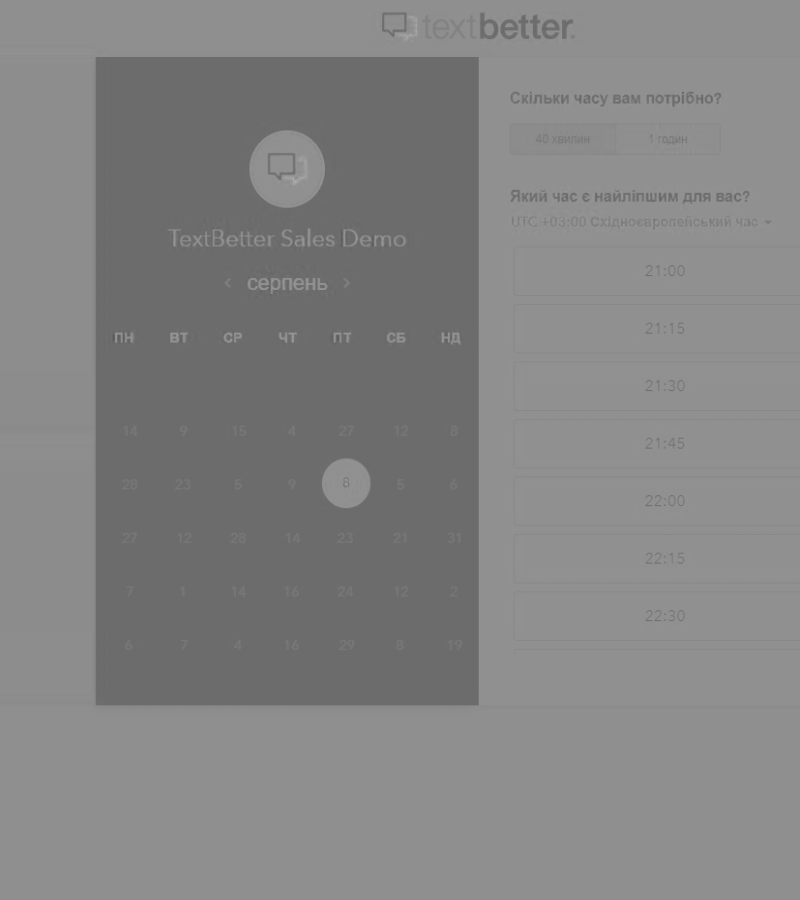 textbetter.
TextBetter Sales Demo
‹ серпень ›
ПН ВТ СР ЧТ ПТ СБ НД
14 9 15 4 27 12 8
28 23 5 9 8 5 6
27 12 28 14 23 21 31
7 1 14 16 24 12 2
6 7 4 16 29 8 19
Скільки часу вам потрібно?
40 хвилин 1 годин
Який час є найліпшим для вас?
UTC +03:00 Східноєвропейський час
21:00
21:15
21:30
21:45
22:00
22:15
22:30